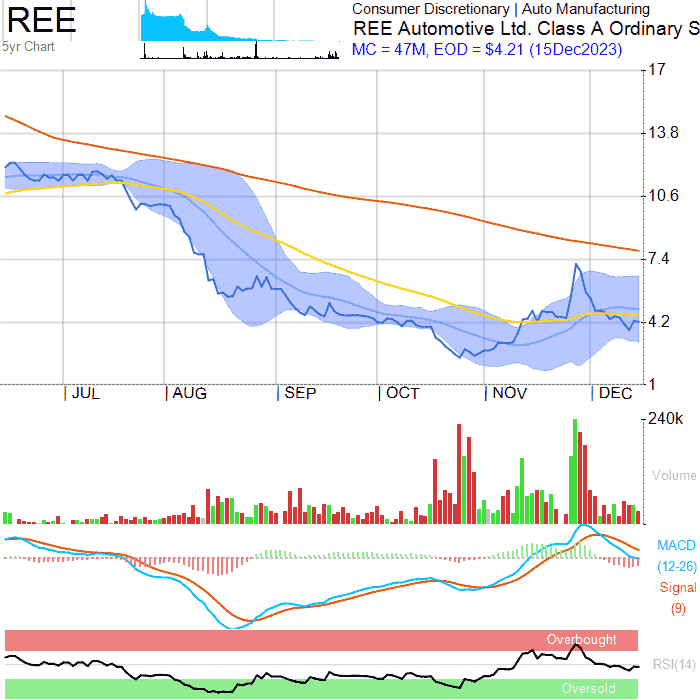 REE
5yr Chart
Consumer Discretionary | Auto Manufacturing
REE Automotive Ltd. Class A Ordinary S
MC = 47M, EOD = $4.21 (15Dec2023)
17
13.8
10.6
7.4
4.2
1
JUL AUG SEP OCT NOV DEC
240k
Volume
MACD
(12-26)
Signal
(9)
Overbought
RSI(14)
Oversold